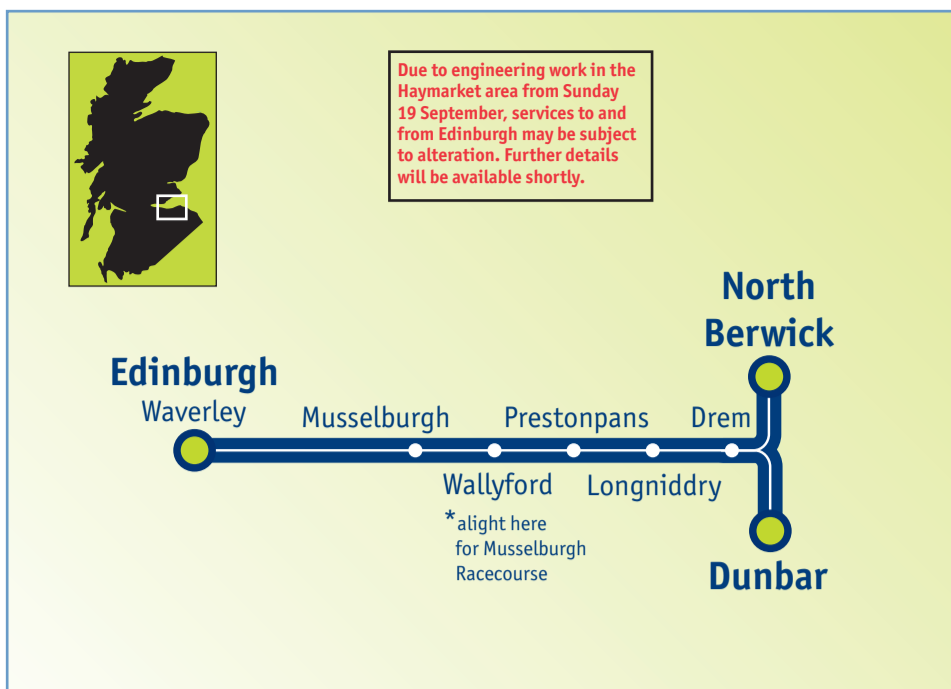 Due to engineering work in the
Haymarket area from Sunday
19 September, services to and
from Edinburgh may be subject
to alteration. Further details
will be available shortly.
North
Berwick
Edinburgh
Waverley
Musselburgh
Prestonpans
Drem
Wallyford
Longniddry
*alight here
for Musselburgh
Racecourse
Dunbar